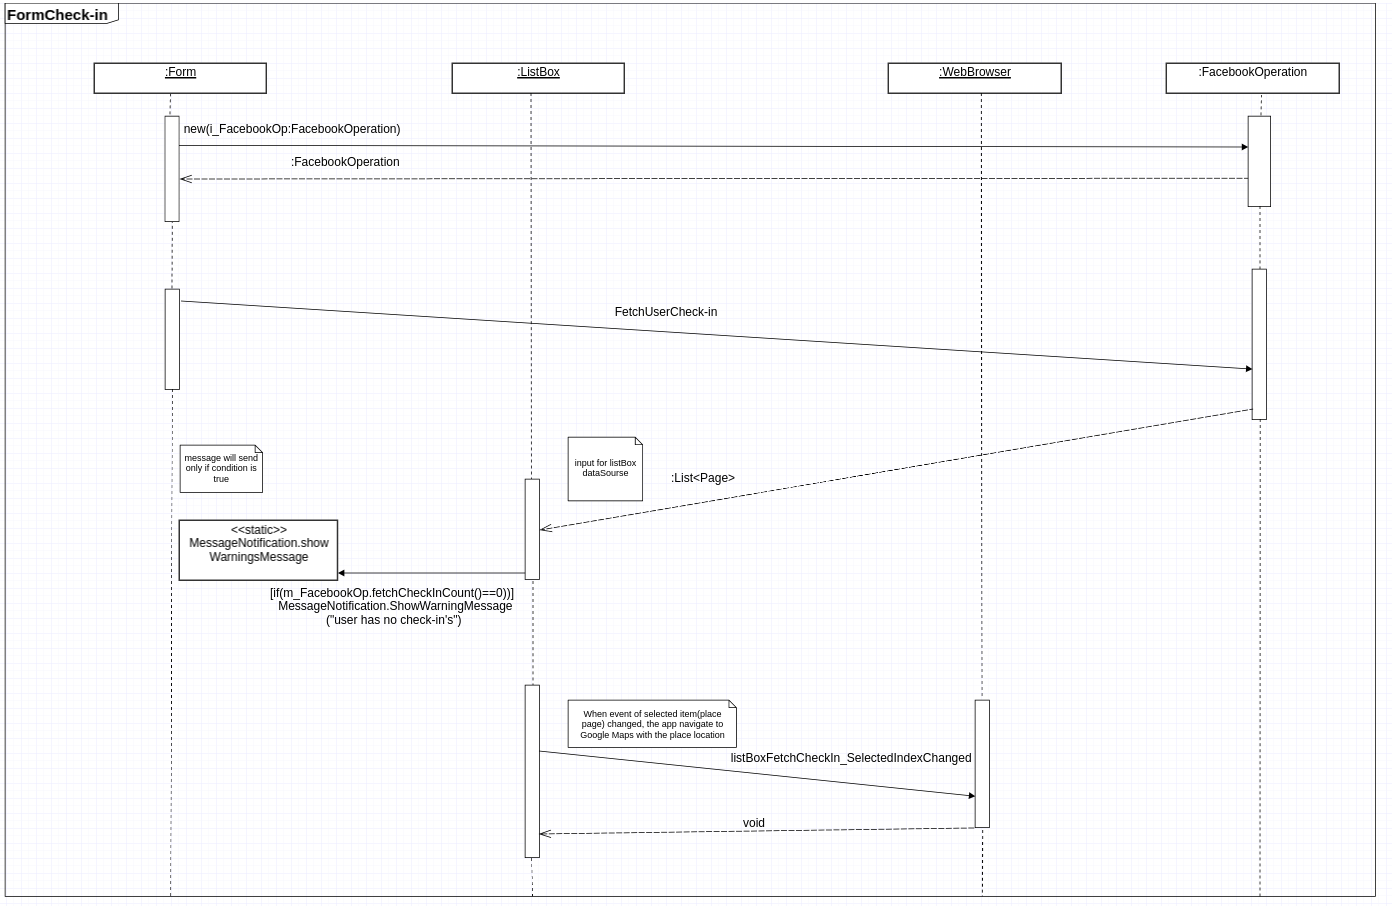 FormCheck-in
:Form
:ListBox
:WebBrowser
:FacebookOperation
new(i_FacebookOp:FacebookOperation)
:FacebookOperation
FetchUserCheck-in
message will send
only if condition is
true
input for listBox
dataSourse
:List<Page>
<<static>>
MessageNotification.show
WarningsMessage
[if(m_FacebookOp.fetchCheckInCount()==0))]
MessageNotification.ShowWarningMessage
("user has no check-in's")
When event of selected item(place
page) changed, the app navigate to
Google Maps with the place location
listBoxFetchCheckIn_SelectedIndexChanged
void